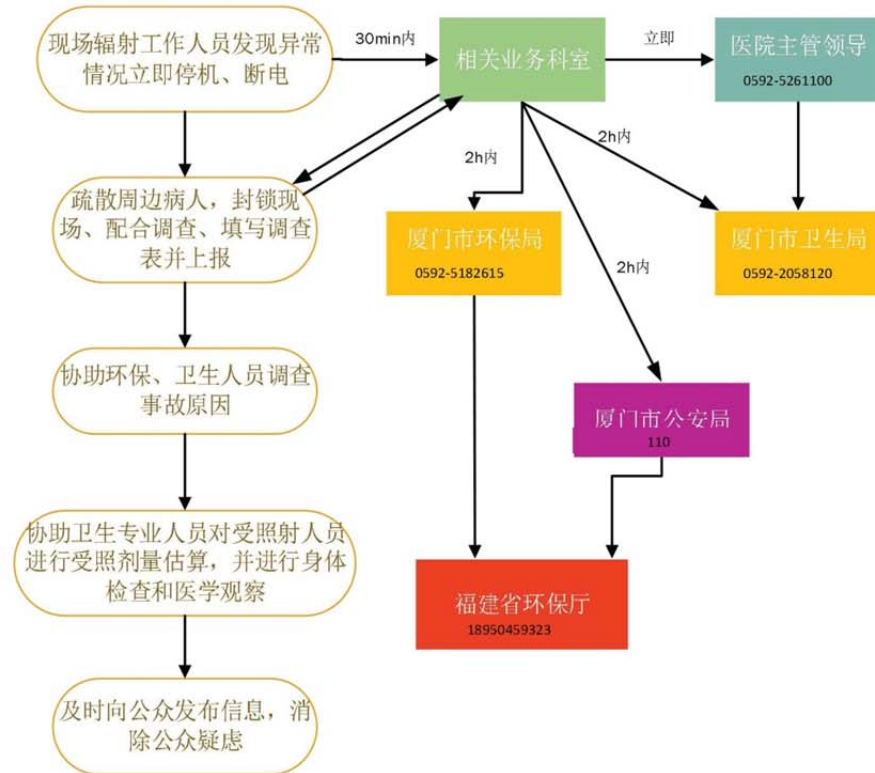 现场辐射工作人员发现异常
情况立即停机、断电
30min内
相关业务科室
立即
医院主管领导
0592-5261100
2h内
2h内
疏散周边病人，封锁现
场、配合调查、填写调查
表并上报
厦门市环保局
0592-5182615
厦门市卫生局
0592-2058120
2h内
协助环保、卫生人员调查
事故原因
厦门市公安局
110
协助卫生专业人员对受照射人员
进行受照剂量估算，并进行身体
检查和医学观察
福建省环保厅
18950459323
及时向公众发布信息，消
除公众疑虑